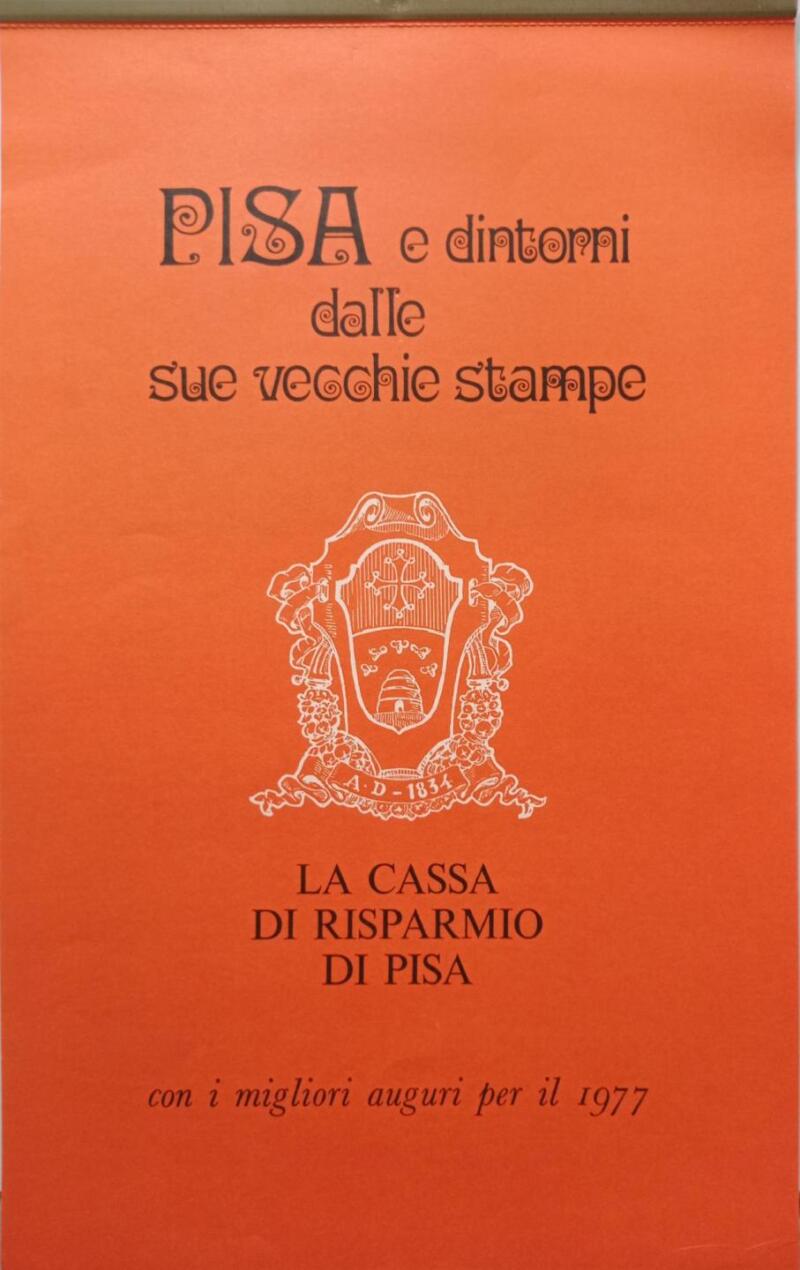 PISA e dintorni
dalle
sue vecchie stampe
A·D-1834
LA CASSA
DI RISPARMIO
DI PISA
con i migliori auguri per il 1977